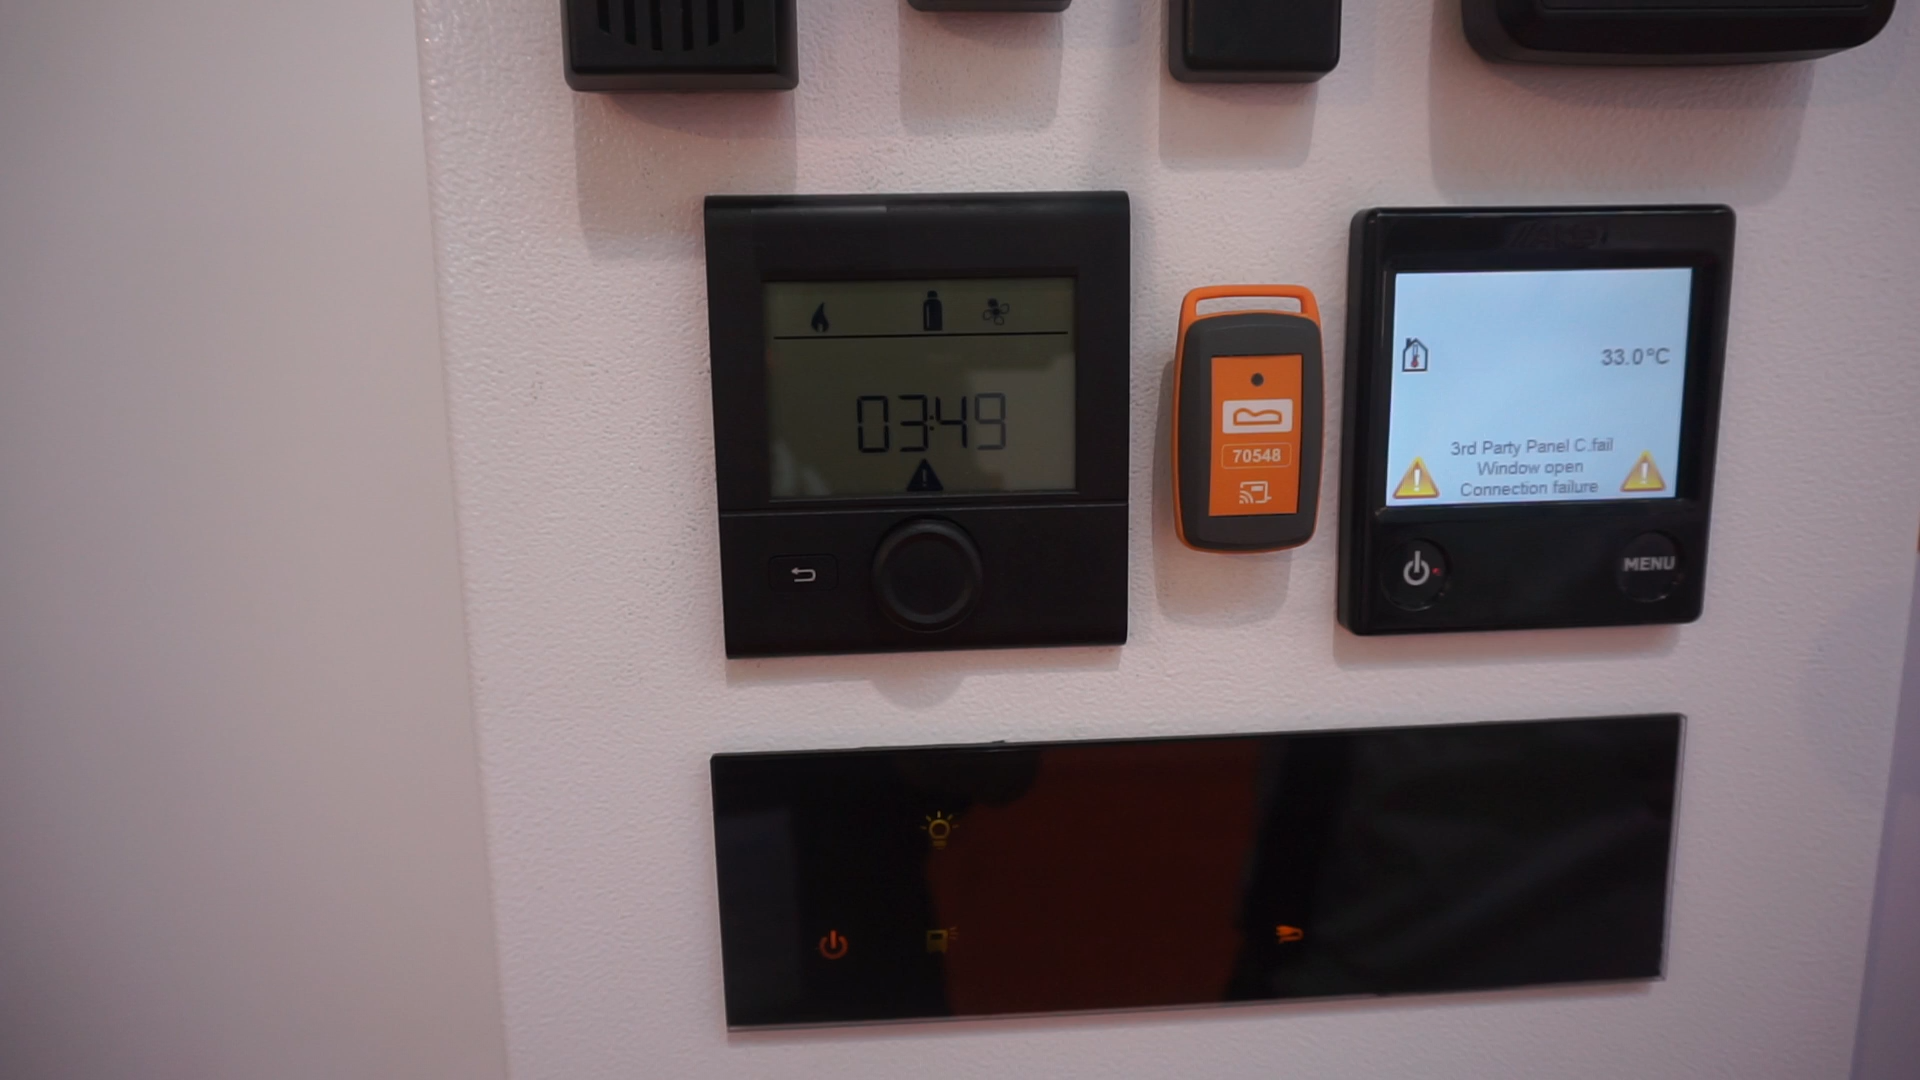 03:49
70548
33.0°C
3rd Party Panel C.fail
Window open
Connection failure
MENU